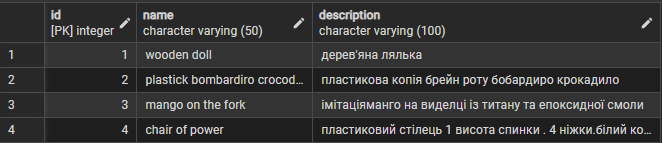 id name description
[PK] integer character varying (50) character varying (100)
1 1 wooden doll дерев'яна лялька
2 2 plastick bombardiro crocod... пластикова копія брейн роту бобардиро крокадило
3 3 mango on the fork імітаціяманго на виделці із титану та епоксидної смоли
4 4 chair of power пластиковий стілець 1 висота спинки . 4 ніжки.білий ко...